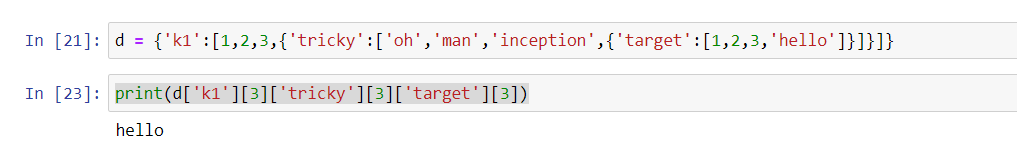 In [21]: d = {'k1':[1,2,3,{'tricky':['oh','man','inception',{'target':[1,2,3,'hello']}]}]}
In [23]: print(d['k1'][3]['tricky'][3]['target'][3])
hello